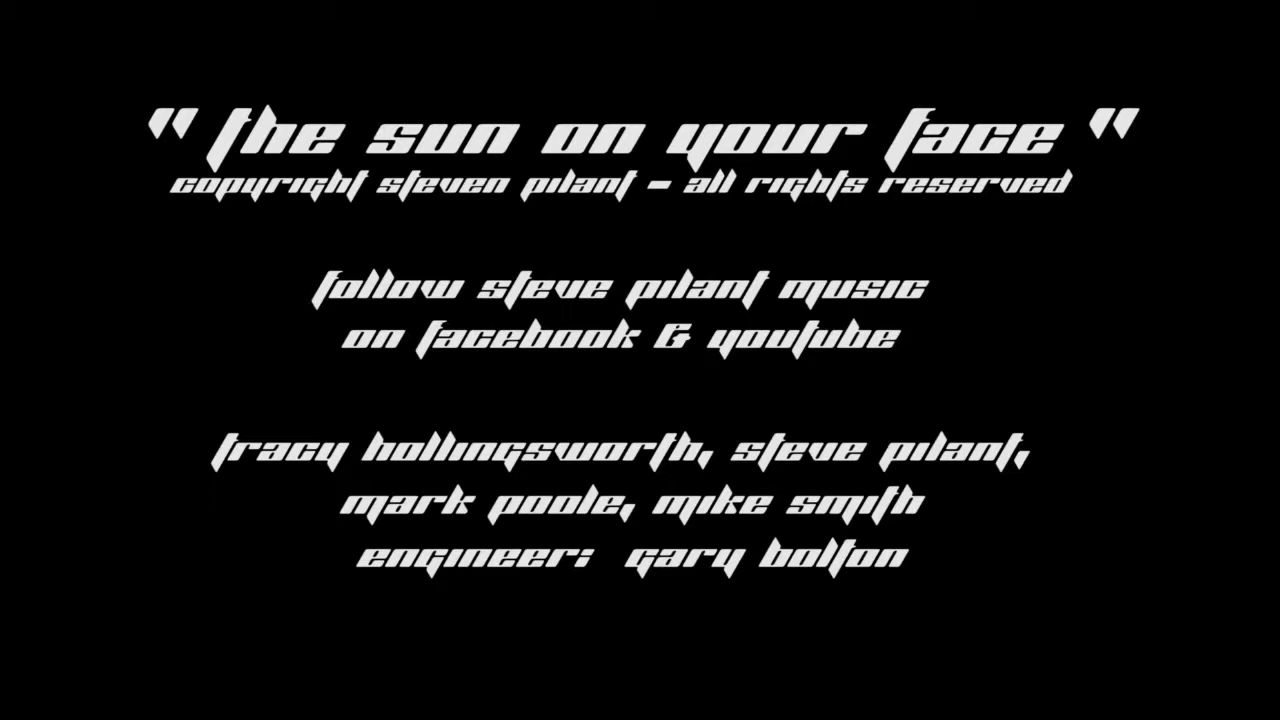 " the sun on your face "
copyright steven pilant - all rights reserved
follow steve pilant music
on facebook & youtube
tracy hollingsworth, steve pilant,
mark poole, mike smith
engineer: gary bolton